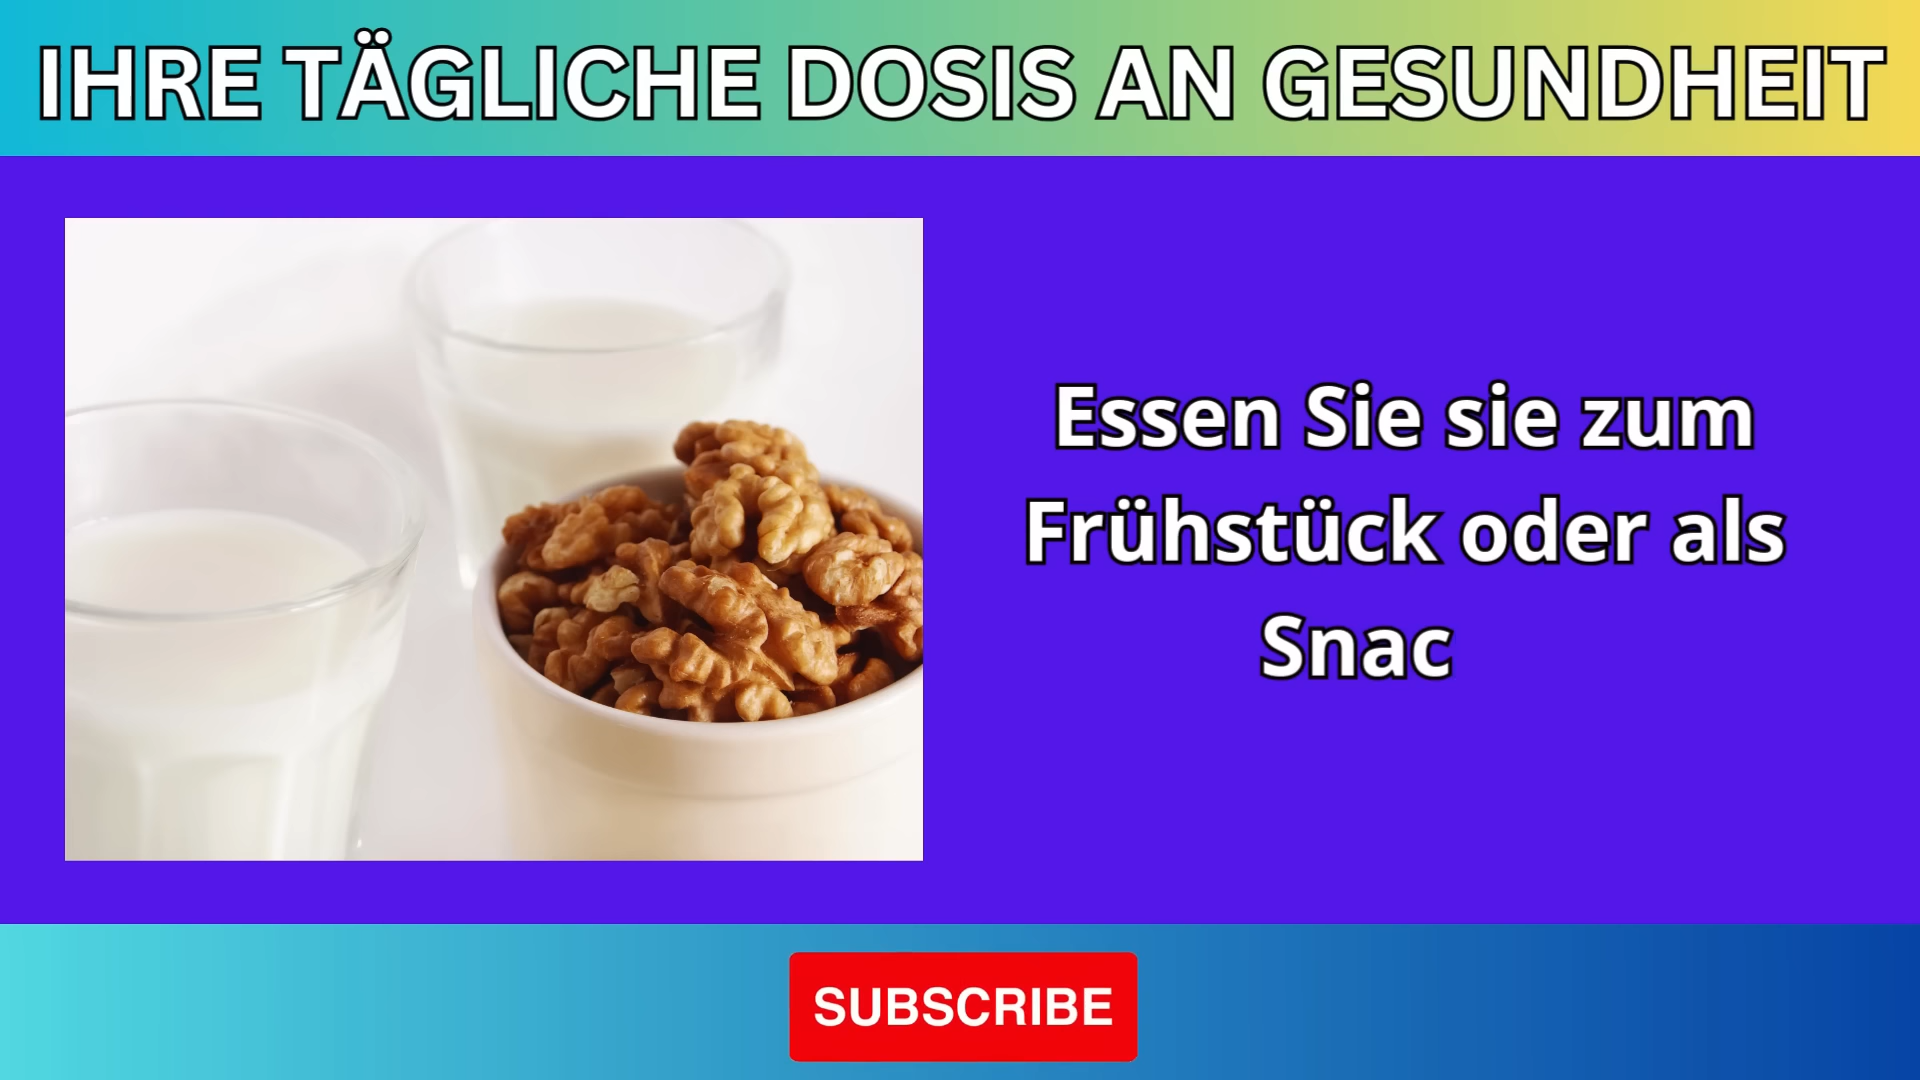 IHRE TÄGLICHE DOSIS AN GESUNDHEIT
Essen Sie sie zum
Frühstück oder als
Snac
SUBSCRIBE